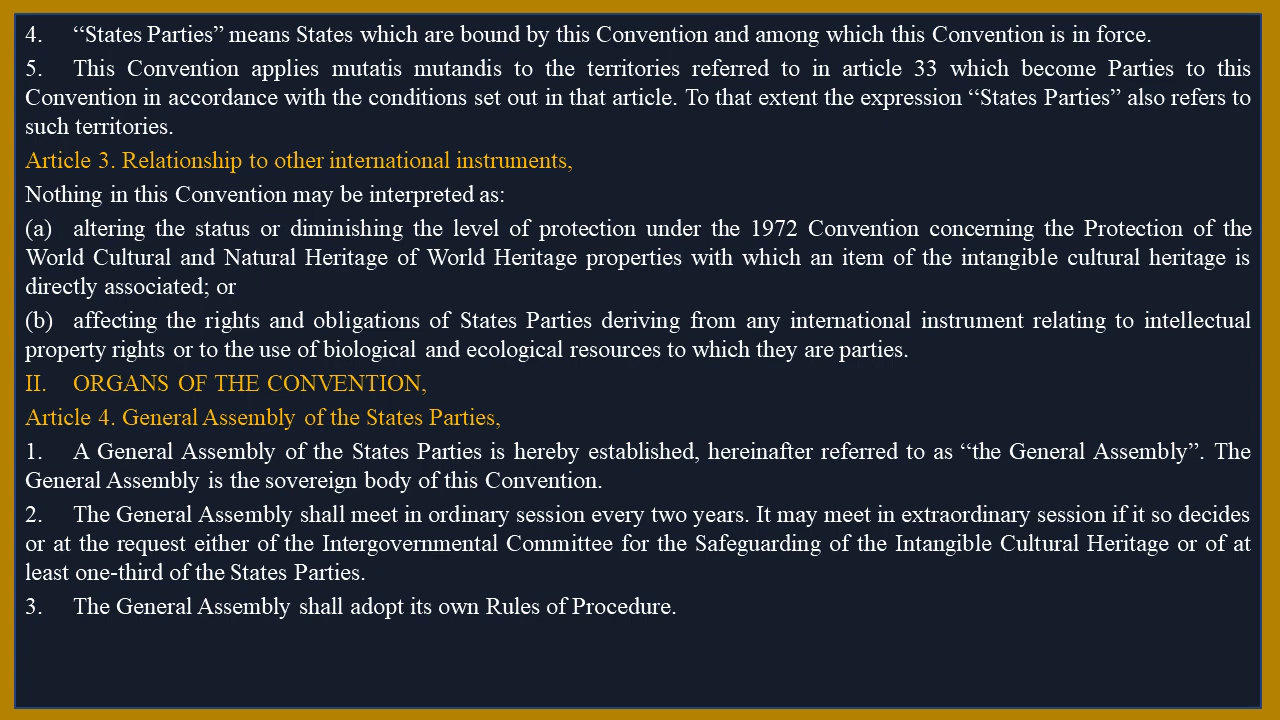 4. “States Parties” means States which are bound by this Convention and among which this Convention is in force.
5. This Convention applies mutatis mutandis to the territories referred to in article 33 which become Parties to this
Convention in accordance with the conditions set out in that article. To that extent the expression “States Parties” also refers to
such territories.
Article 3. Relationship to other international instruments,
Nothing in this Convention may be interpreted as:
(a) altering the status or diminishing the level of protection under the 1972 Convention concerning the Protection of the
World Cultural and Natural Heritage of World Heritage properties with which an item of the intangible cultural heritage is
directly associated; or
(b) affecting the rights and obligations of States Parties deriving from any international instrument relating to intellectual
property rights or to the use of biological and ecological resources to which they are parties.
II. ORGANS OF THE CONVENTION,
Article 4. General Assembly of the States Parties,
1. A General Assembly of the States Parties is hereby established, hereinafter referred to as “the General Assembly”. The
General Assembly is the sovereign body of this Convention.
2. The General Assembly shall meet in ordinary session every two years. It may meet in extraordinary session if it so decides
or at the request either of the Intergovernmental Committee for the Safeguarding of the Intangible Cultural Heritage or of at
least one-third of the States Parties.
3. The General Assembly shall adopt its own Rules of Procedure.